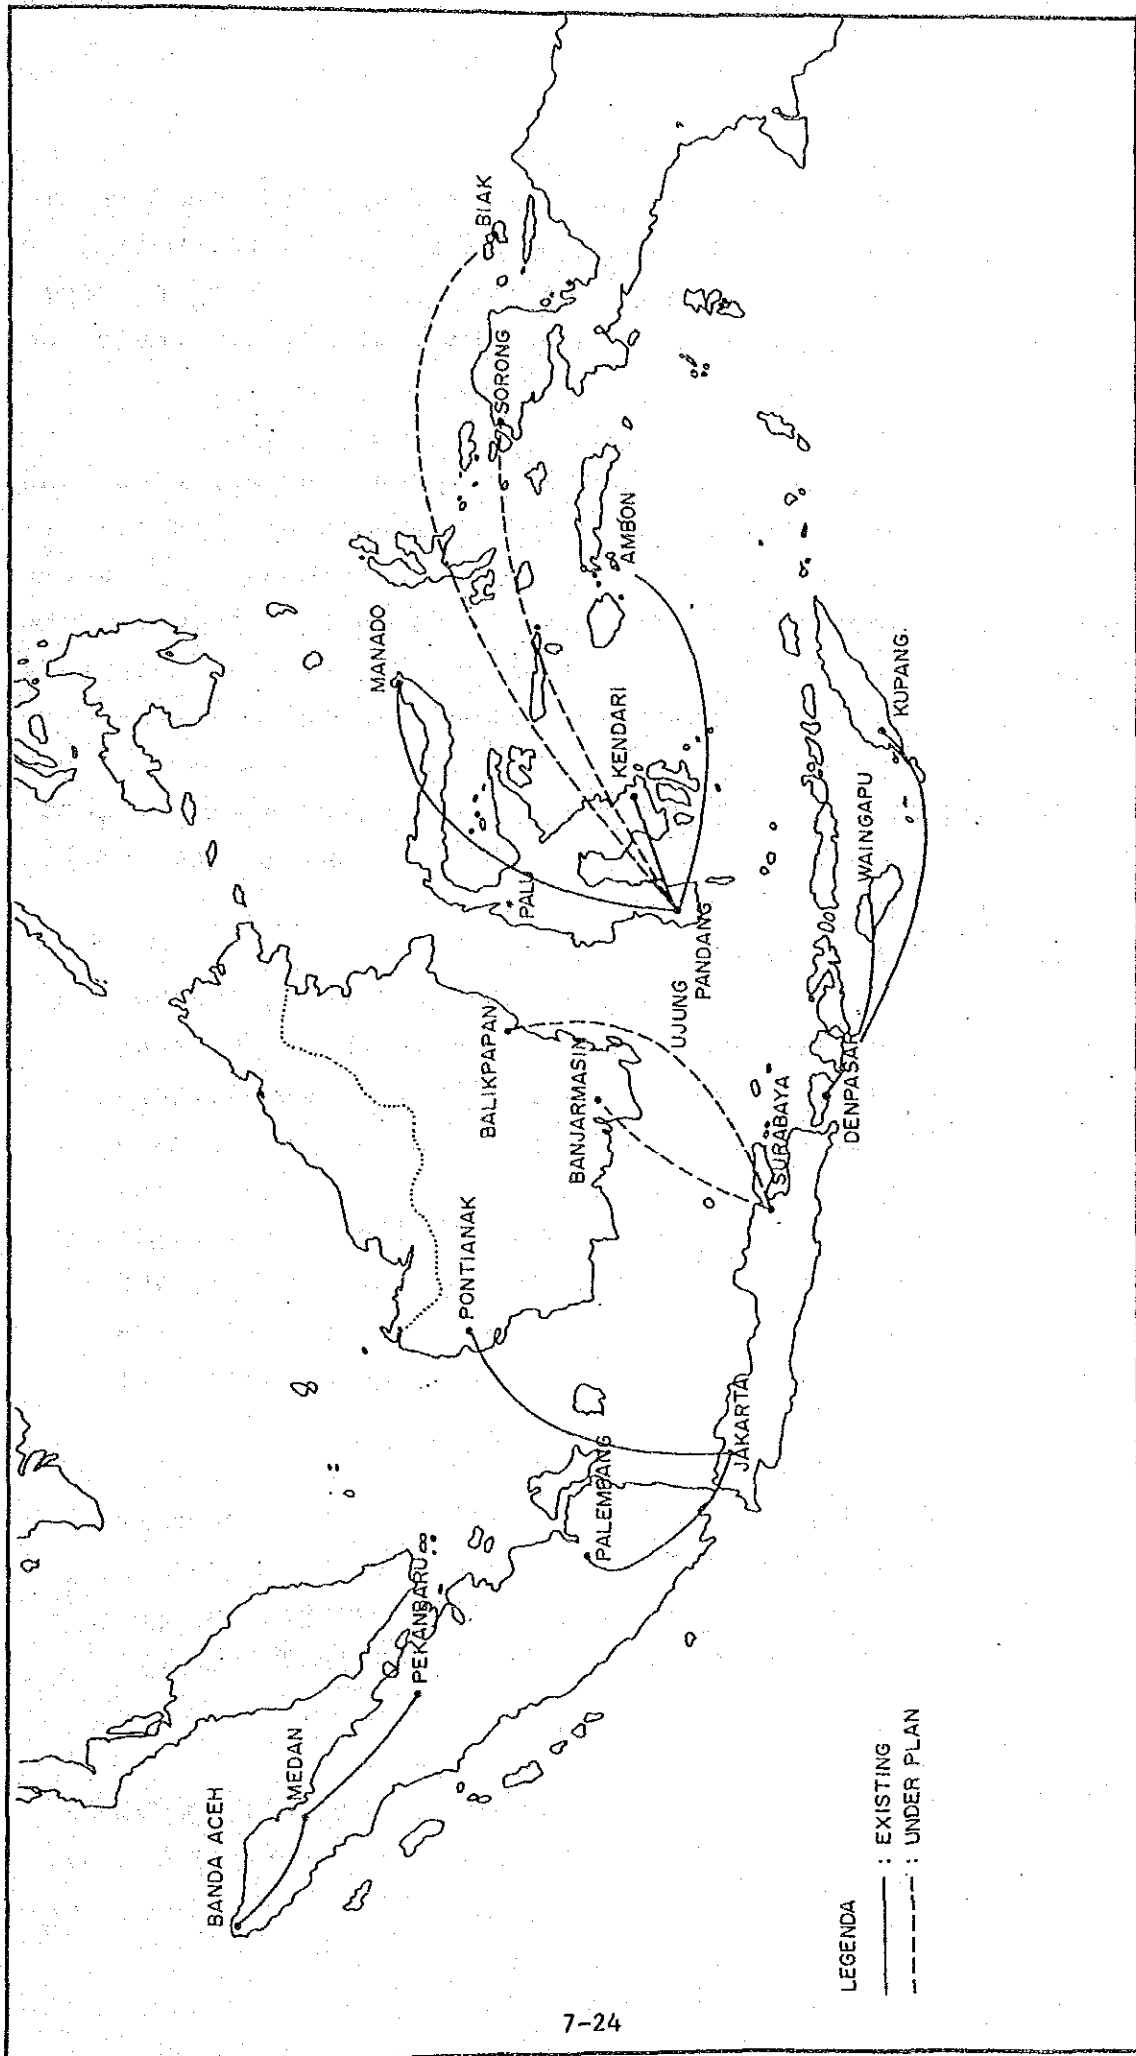 BANDA ACEH
MEDAN
PEKANBARU
PALEMBANG
JAKARTA
PONTIANAK
BANJARMASIN
BALIKPAPAN
SURABAYA
DENPASAR
UJUNG
PANDANG
PALU
MANADO
KENDARI
WAINGAPU
KUPANG.
AMBON
SORONG
BIAK
LEGENDA
: EXISTING
: UNDER PLAN
7-24